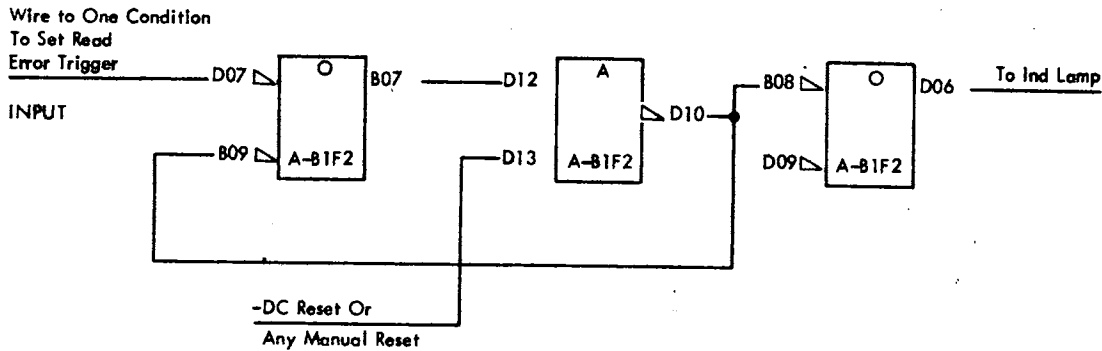 Wire to One Condition
To Set Read
Error Trigger
INPUT
D07
O
B07
B09
A-B1F2
D12
A
D10
D13
A-B1F2
B08
O
D06
To Ind Lamp
D09
A-B1F2
-DC Reset Or
Any Manual Reset